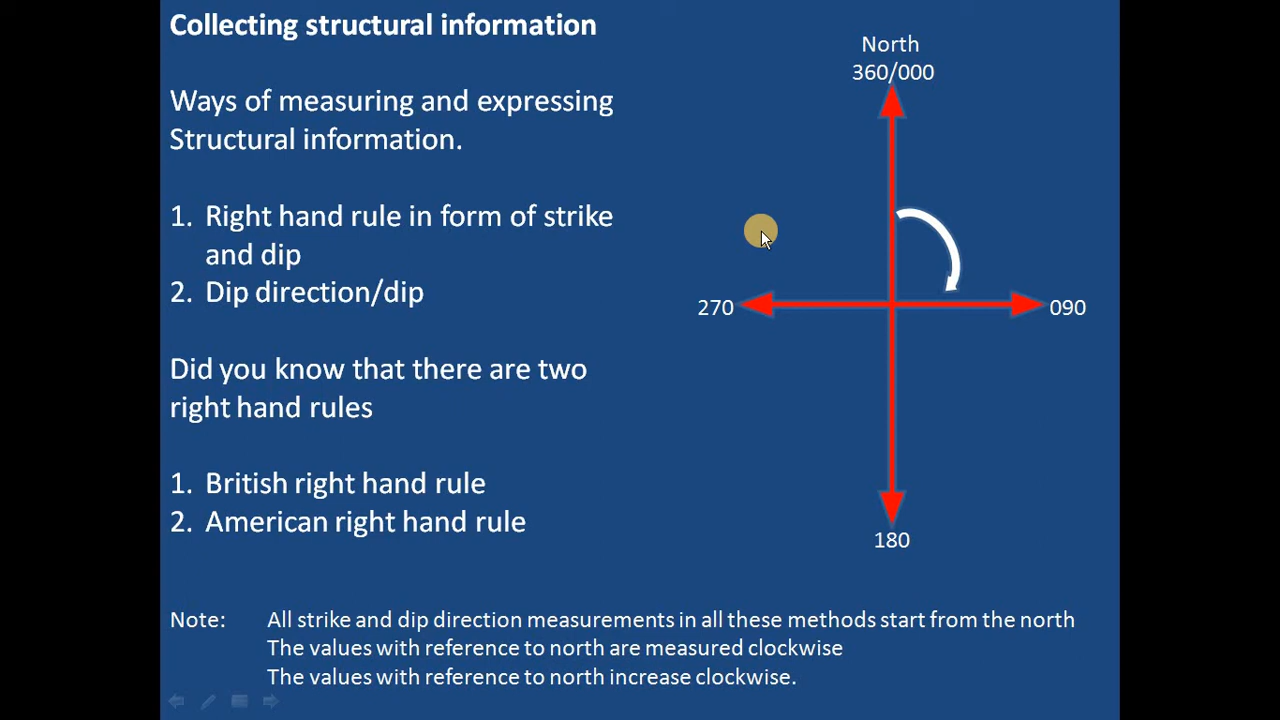 Collecting structural information
Ways of measuring and expressing
Structural information.
1. Right hand rule in form of strike
and dip
2. Dip direction/dip
Did you know that there are two
right hand rules
1. British right hand rule
2. American right hand rule
North
360/000
270
090
180
Note: All strike and dip direction measurements in all these methods start from the north
The values with reference to north are measured clockwise
The values with reference to north increase clockwise.